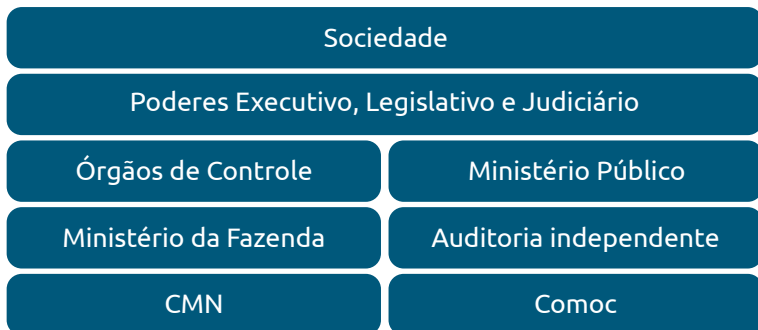 Sociedade
Poderes Executivo, Legislativo e Judiciário
Órgãos de Controle
Ministério Público
Ministério da Fazenda
Auditoria independente
CMN
Comoc